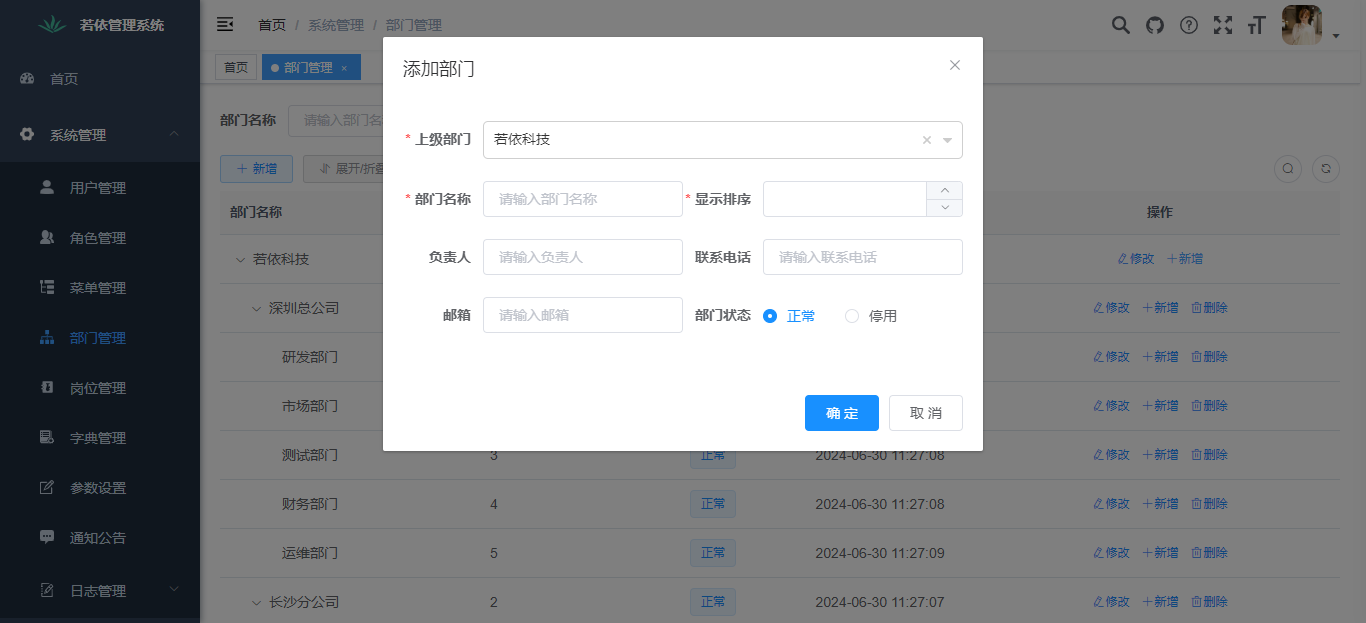 若依管理系统
首页 / 系统管理 / 部门管理
首页
部门管理 ×
首页
系统管理
用户管理
角色管理
菜单管理
部门管理
岗位管理
字典管理
参数设置
通知公告
日志管理
部门名称 请输入部门名
新增
展开/折叠
部门名称 操作
若依科技 修改 新增
深圳总公司 修改 新增 删除
研发部门 修改 新增 删除
市场部门 修改 新增 删除
测试部门 3 正常 2024-06-30 11:27:08 修改 新增 删除
财务部门 4 正常 2024-06-30 11:27:08 修改 新增 删除
运维部门 5 正常 2024-06-30 11:27:09 修改 新增 删除
长沙分公司 2 正常 2024-06-30 11:27:07 修改 新增 删除
添加部门
* 上级部门 若依科技
* 部门名称 请输入部门名称 * 显示排序
负责人 请输入负责人 联系电话 请输入联系电话
邮箱 请输入邮箱 部门状态 正常 停用
确 定 取 消